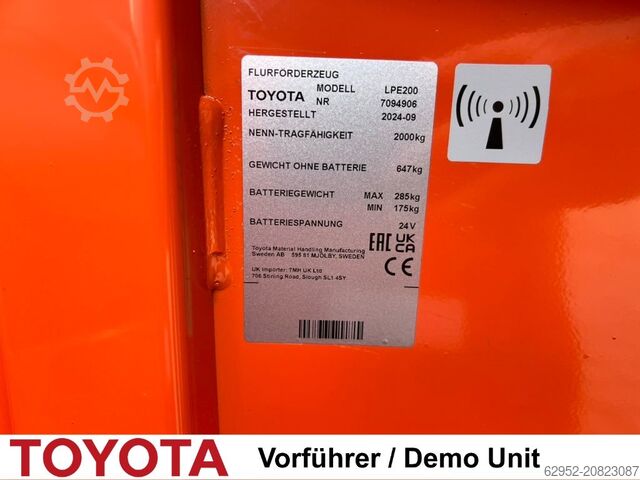 FLURFÖRDERZEUG
TOYOTA MODELL LPE200
NR 7094906
HERGESTELLT 2024-09
NENN-TRAGFÄHIGKEIT 2000kg
GEWICHT OHNE BATTERIE 647kg
BATTERIEGEWICHT MAX 285kg
MIN 175kg
BATTERIESPANNUNG 24V
Toyota Material Handling Manufacturing
Sweden AB 595 81 MJÖLBY, SWEDEN
EAC UKCA
UK Importer: TMH UK Ltd
706 Stirling Road, Slough SL1 4SY
CE
TOYOTA Vorführer / Demo Unit
62952-20823087